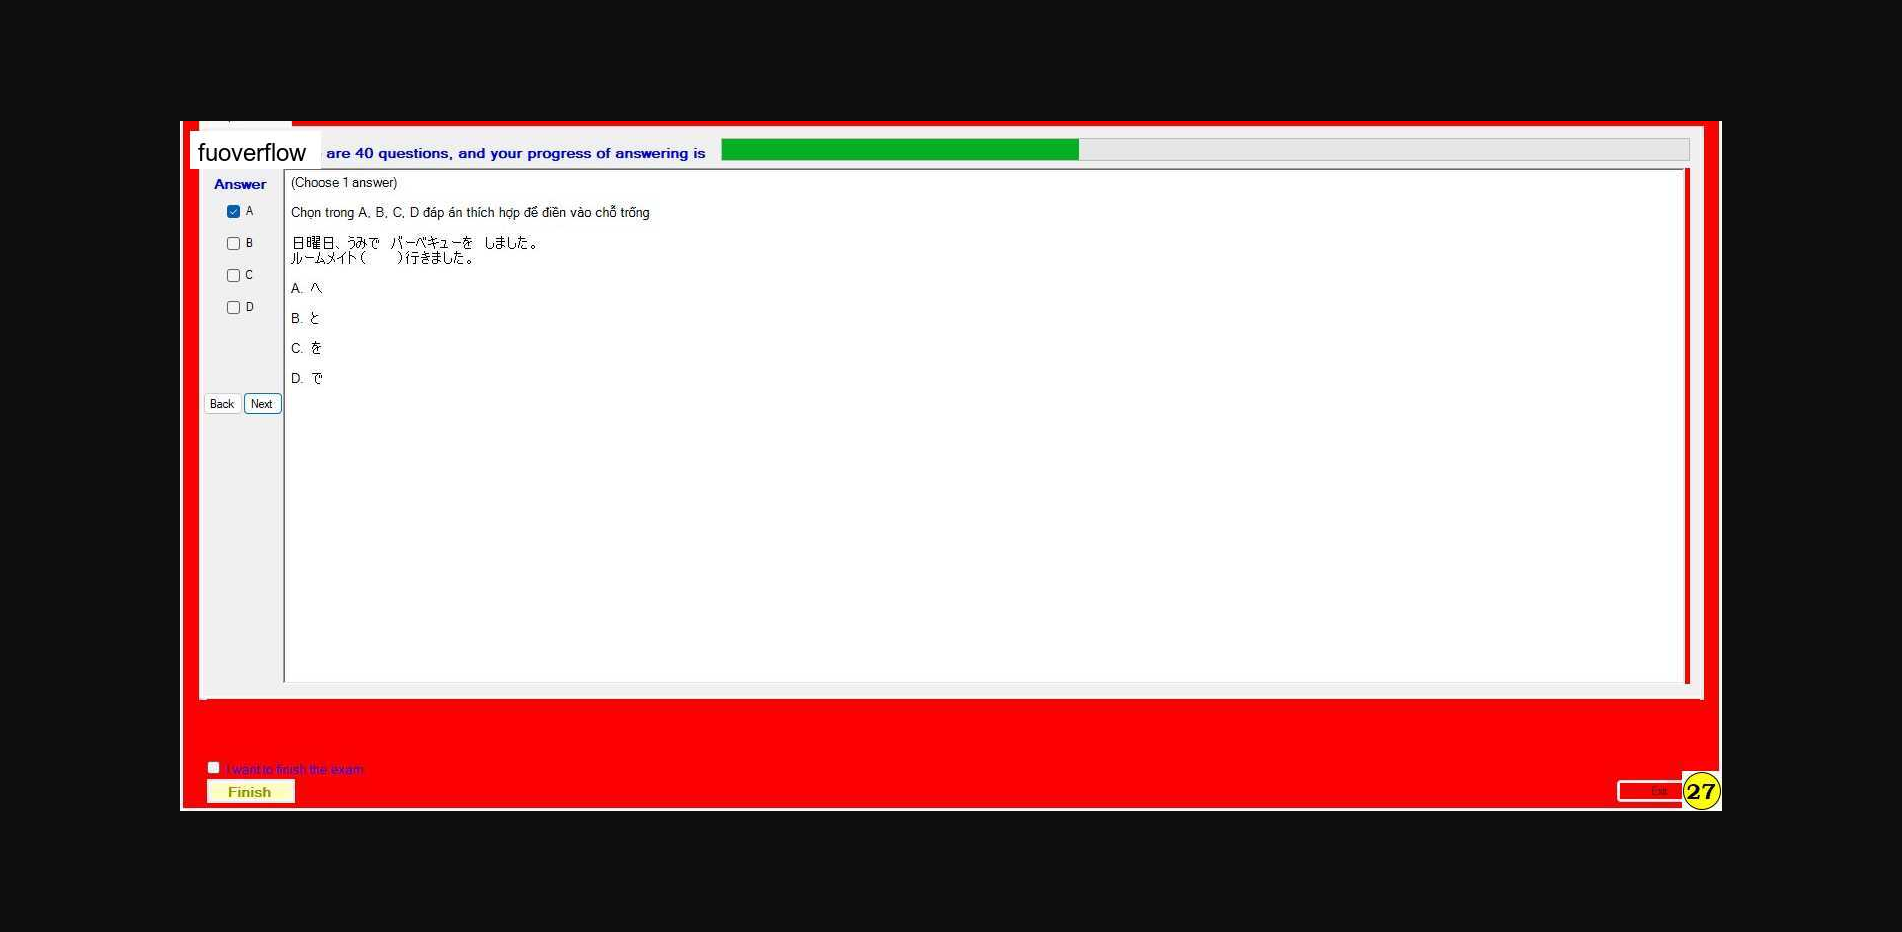 fuoverflow are 40 questions, and your progress of answering is
Answer
A
B
C
D
Back Next
(Choose 1 answer)
Chọn trong A, B, C, D đáp án thích hợp để điền vào chỗ trống
日曜日、うみで バーベキューを しました。
ルームメイト( )行きました。
A. へ
B. と
C. を
D. で
I want to finish the exam
Finish
Exit
27